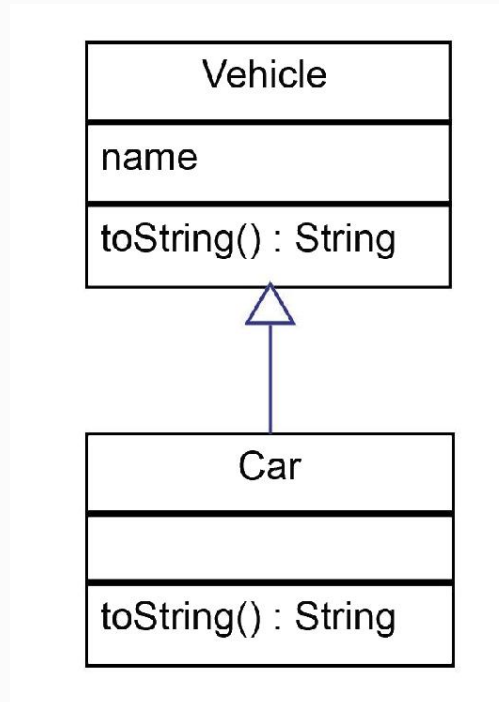 Vehicle
name
toString() : String
Car
toString() : String